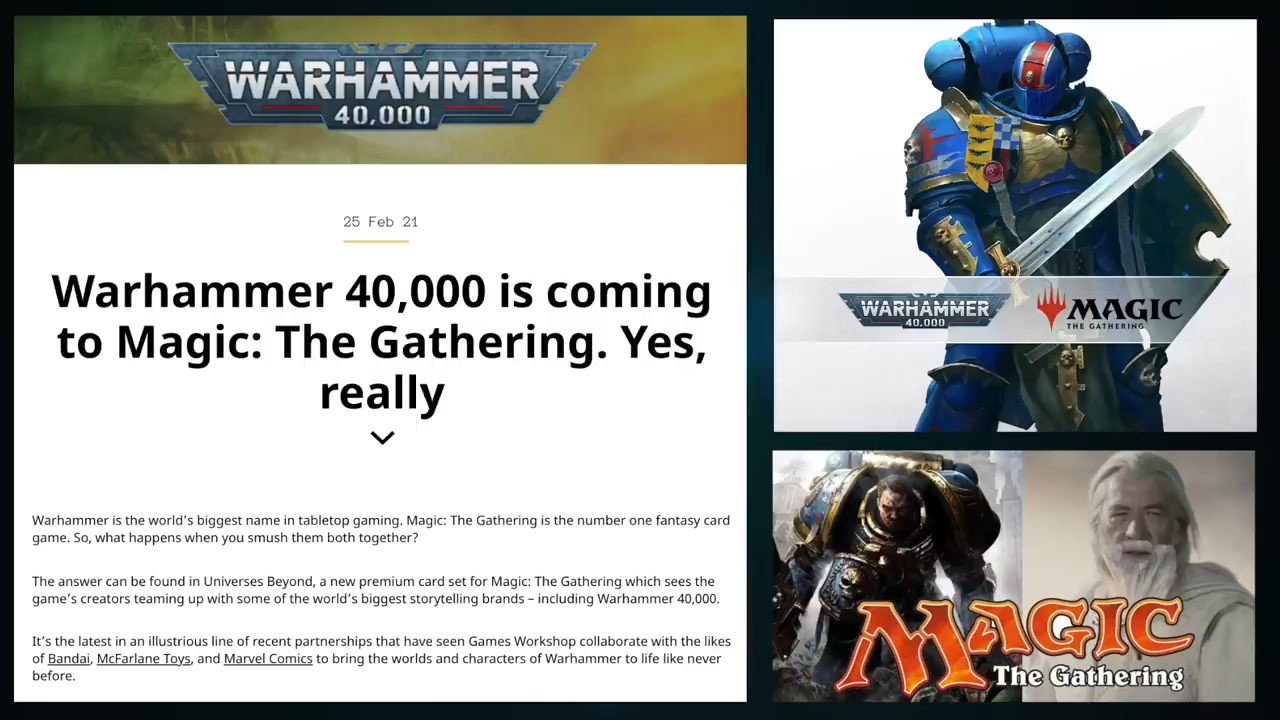 WARHAMMER
40,000
25 Feb 21
Warhammer 40,000 is coming
to Magic: The Gathering. Yes,
really
Warhammer is the world's biggest name in tabletop gaming. Magic: The Gathering is the number one fantasy card
game. So, what happens when you smush them both together?
The answer can be found in Universes Beyond, a new premium card set for Magic: The Gathering which sees the
game's creators teaming up with some of the world's biggest storytelling brands – including Warhammer 40,000.
It's the latest in an illustrious line of recent partnerships that have seen Games Workshop collaborate with the likes
of Bandai, McFarlane Toys, and Marvel Comics to bring the worlds and characters of Warhammer to life like never
before.
WARHAMMER
40,000
MAGIC
THE GATHERING
MAGIC
The Gathering